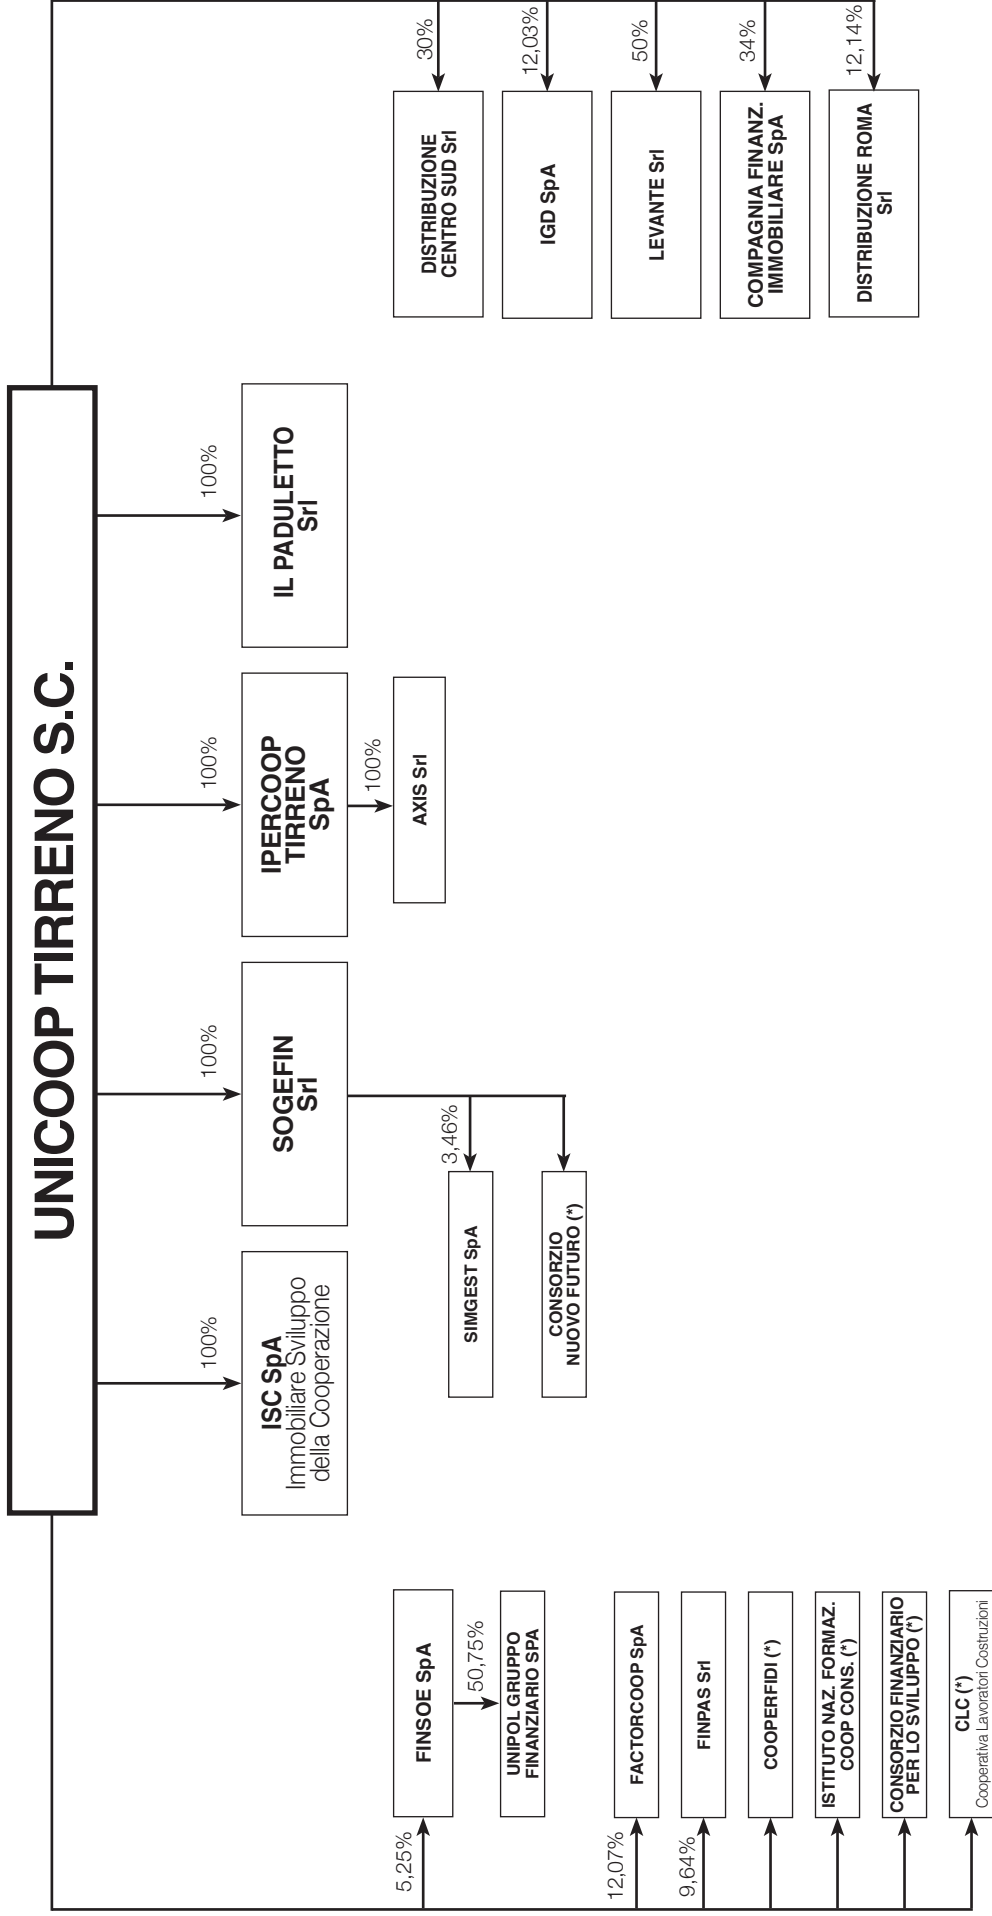 UNICOOP TIRRENO S.C.
5,25%
FINSOE SpA
50,75%
UNIPOL GRUPPO
FINANZIARIO SPA
12,07%
FACTORCOOP SpA
9,64%
FINPAS Srl
COOPERFIDI (*)
ISTITUTO NAZ. FORMAZ.
COOP CONS. (*)
CONSORZIO FINANZIARIO
PER LO SVILUPPO (*)
CLC (*)
Cooperativa Lavoratori Costruzioni
100%
ISC SpA
Immobiliare Sviluppo
della Cooperazione
100%
SOGEFIN
Srl
3,46%
SIMGEST SpA
CONSORZIO
NUOVO FUTURO (*)
100%
IPERCOOP
TIRRENO
SpA
100%
AXIS Srl
100%
IL PADULETTO
Srl
30%
DISTRIBUZIONE
CENTRO SUD Srl
12,03%
IGD SpA
50%
LEVANTE Srl
34%
COMPAGNIA FINANZ.
IMMOBILIARE SpA
12,14%
DISTRIBUZIONE ROMA
Srl